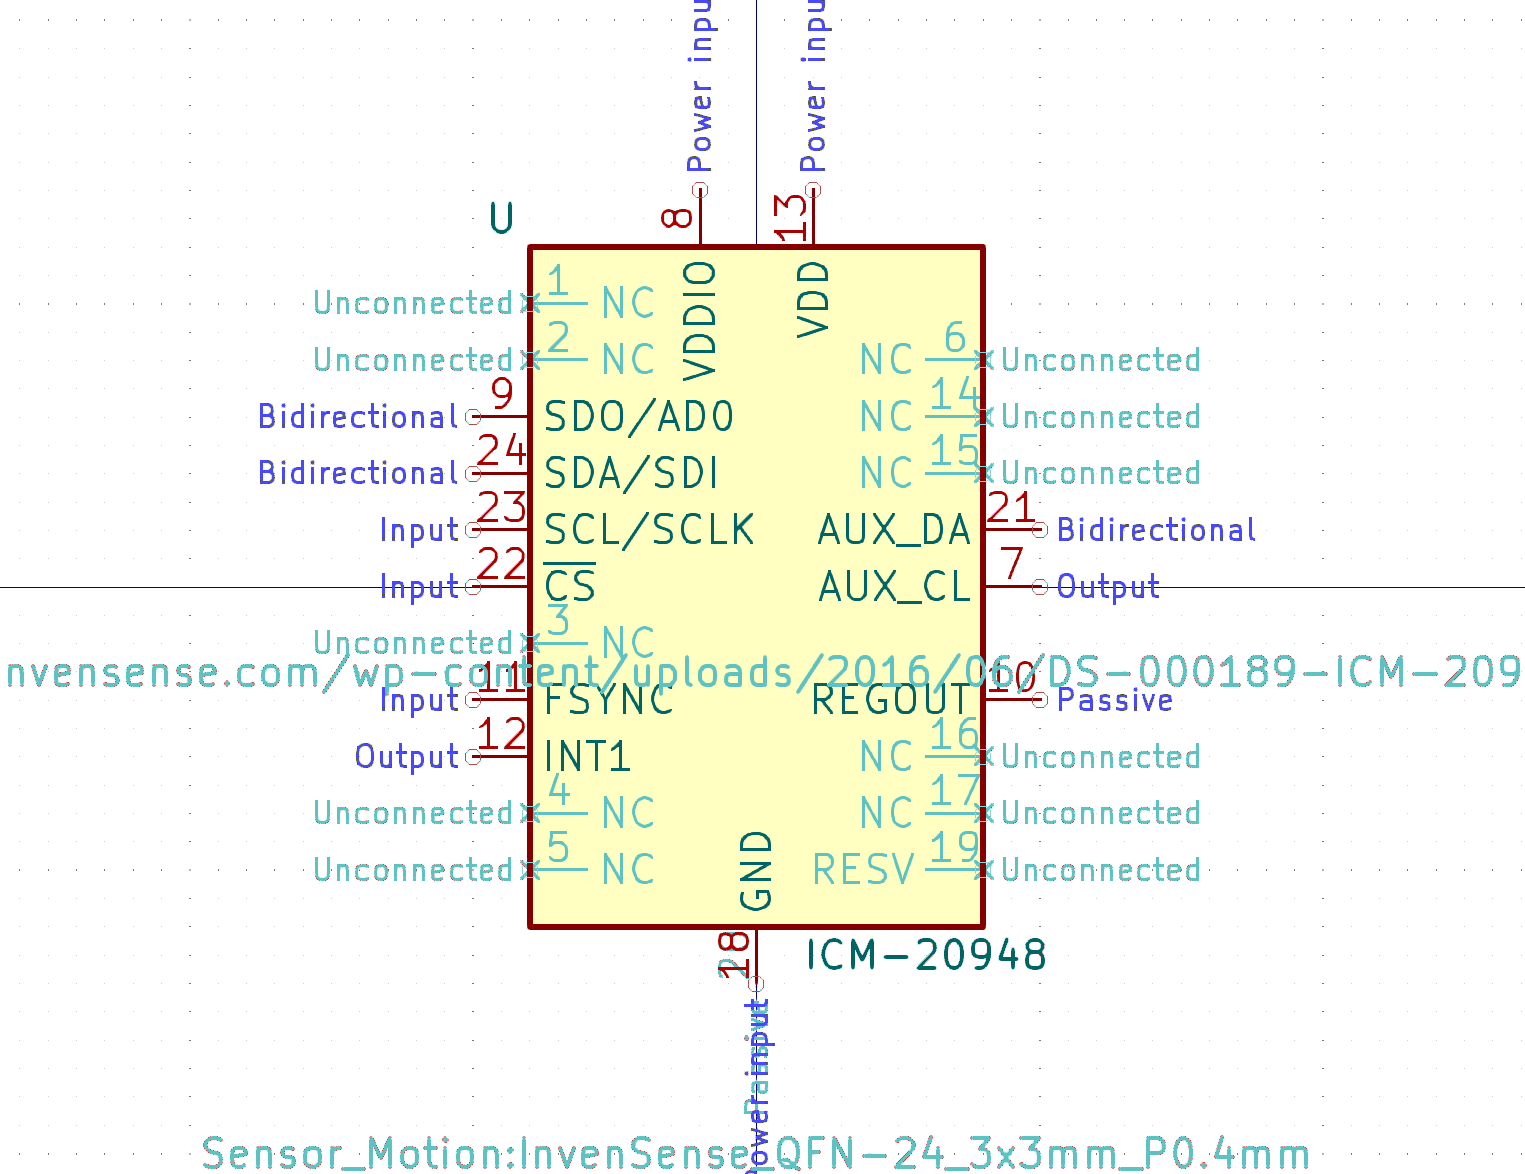 Power inpu
Power inpu
8
13
U
VDDIO
VDD
Unconnected 1 NC
Unconnected 2 NC
NC 6 Unconnected
Bidirectional 9 SDO/AD0
NC 14 Unconnected
Bidirectional 24 SDA/SDI
NC 15 Unconnected
Input 23 SCL/SCLK
AUX_DA 21 Bidirectional
Input 22 CS
AUX_CL 7 Output
Unconnected 3 NC
nvensense.com/wp-content/uploads/2016/06/DS-000189-ICM-209
Input 11 FSYNC
REGOUT 10 Passive
Output 12 INT1
NC 16 Unconnected
Unconnected 4 NC
NC 17 Unconnected
Unconnected 5 NC
RESV 19 Unconnected
GND
18
ICM-20948
Power input
Passive
Sensor_Motion:InvenSense_QFN-24_3x3mm_P0.4mm